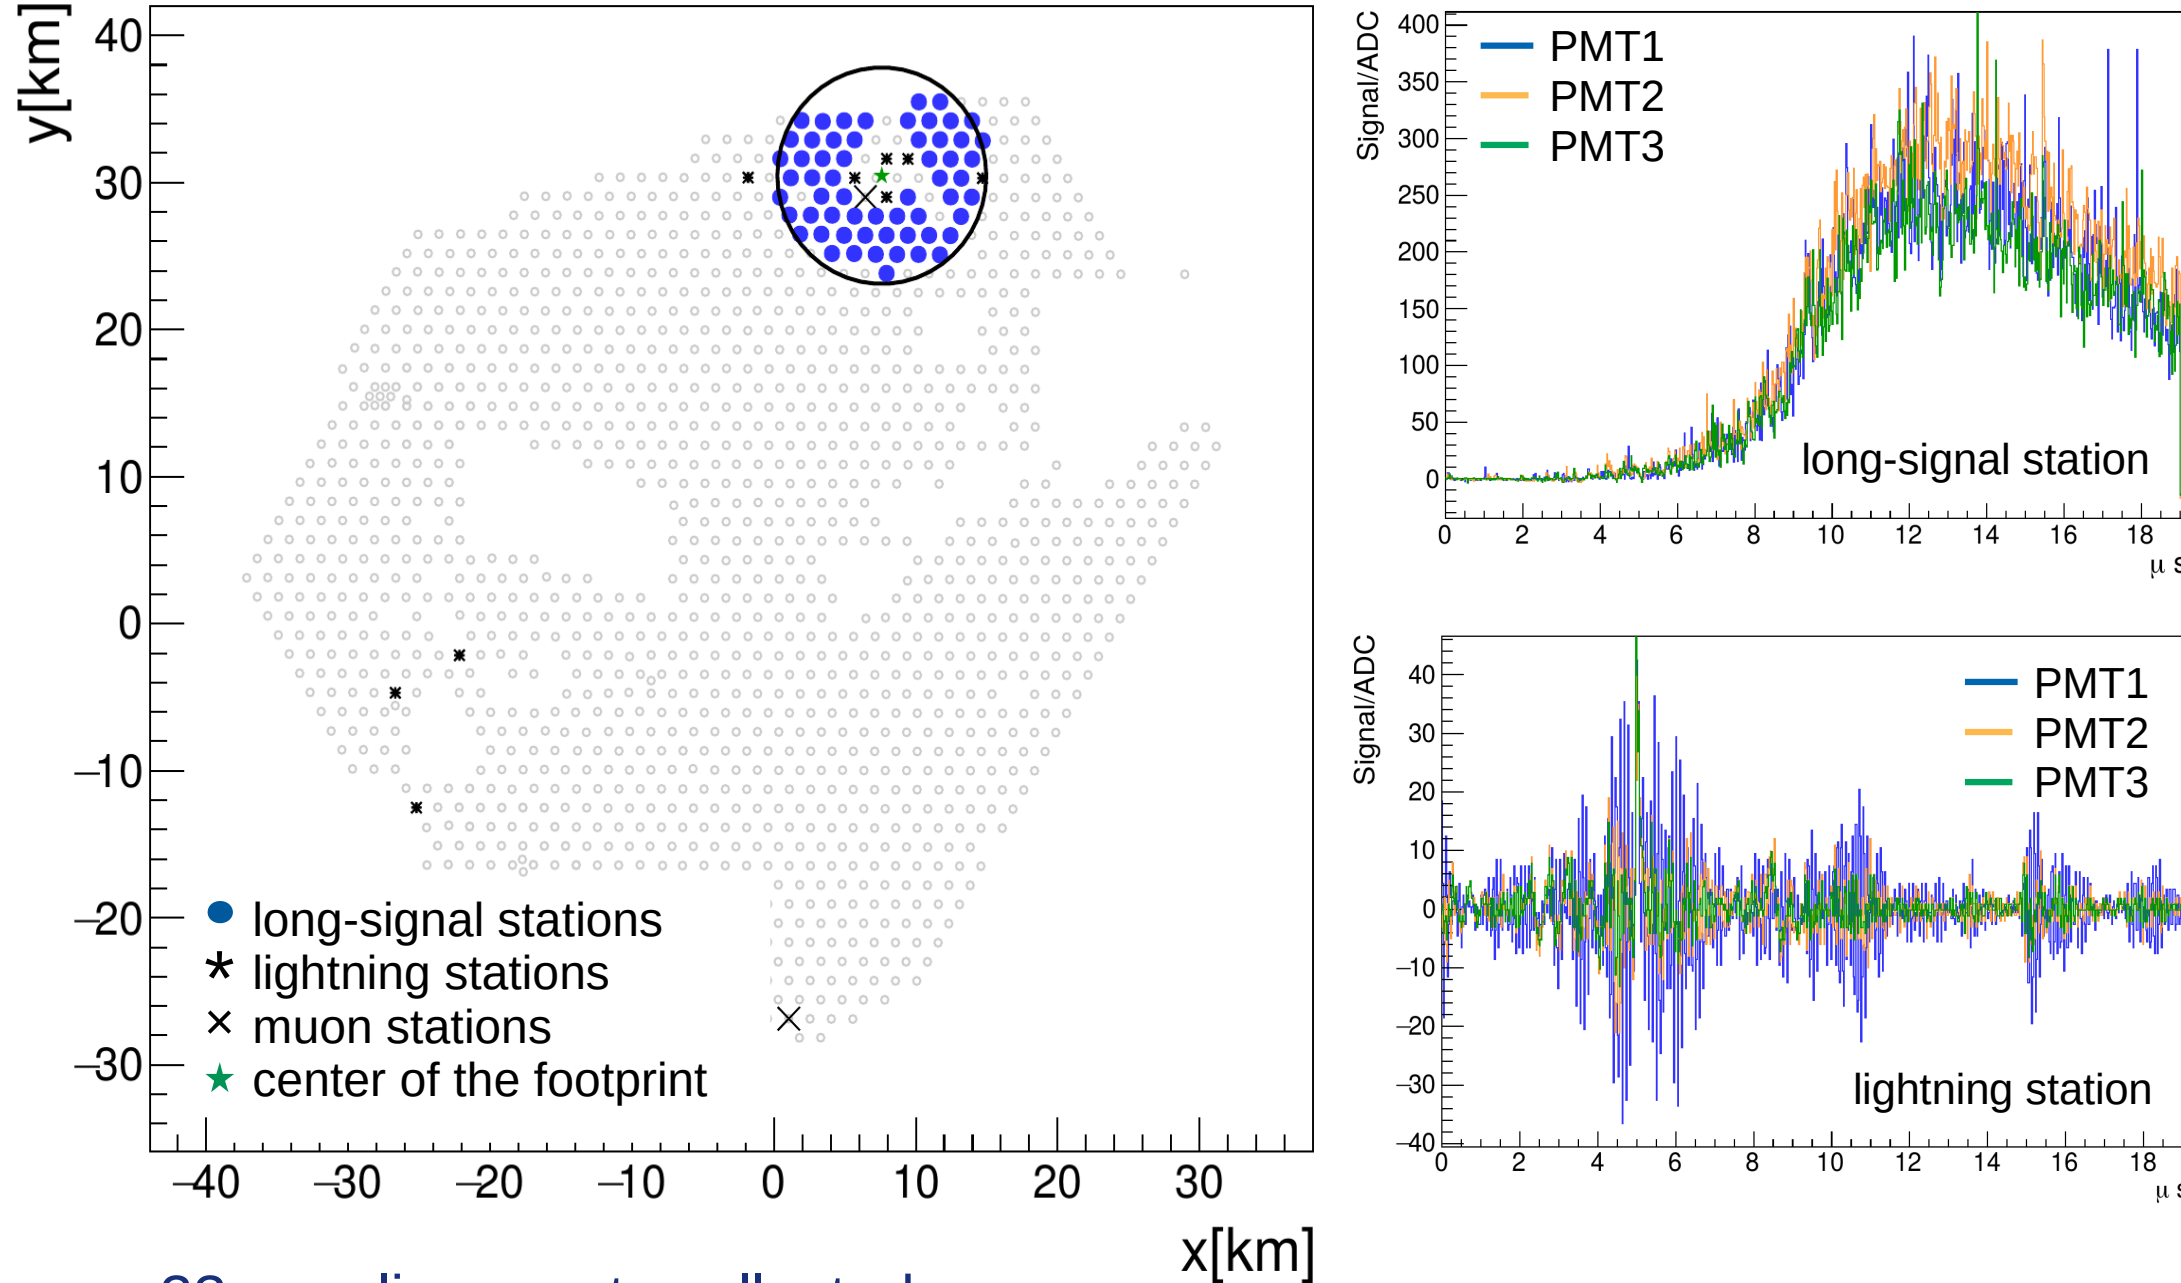 y[km]
40
30
20
10
0
−10
−20
−30
long-signal stations
lightning stations
muon stations
center of the footprint
−40 −30 −20 −10 0 10 20 30
x[km]
Signal/ADC
400
350
300
250
200
150
100
50
0
PMT1
PMT2
PMT3
long-signal station
0 2 4 6 8 10 12 14 16 18
μ s
Signal/ADC
40
30
20
10
0
−10
−20
−30
−40
PMT1
PMT2
PMT3
lightning station
0 2 4 6 8 10 12 14 16 18
μ s